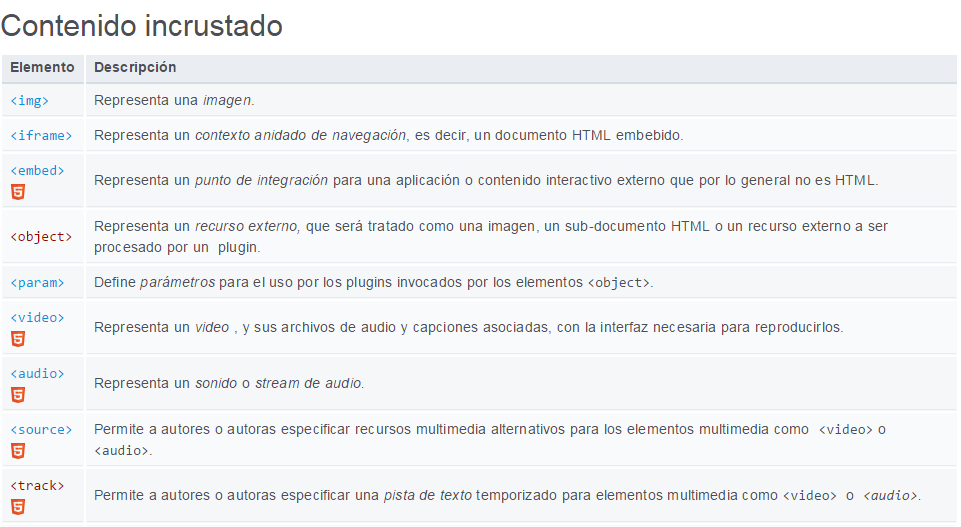 Contenido incrustado
Elemento Descripción
<img> Representa una imagen.
<iframe> Representa un contexto anidado de navegación, es decir, un documento HTML embebido.
<embed>
5
Representa un punto de integración para una aplicación o contenido interactivo externo que por lo general no es HTML.
<object>
Representa un recurso externo, que será tratado como una imagen, un sub-documento HTML o un recurso externo a ser
procesado por un plugin.
<param> Define parámetros para el uso por los plugins invocados por los elementos <object>.
<video>
5
Representa un video , y sus archivos de audio y capciones asociadas, con la interfaz necesaria para reproducirlos.
<audio>
5
Representa un sonido o stream de audio.
<source>
5
Permite a autores o autoras especificar recursos multimedia alternativos para los elementos multimedia como <video> o
<audio>.
<track>
5
Permite a autores o autoras especificar una pista de texto temporizado para elementos multimedia como <video> o <audio>.